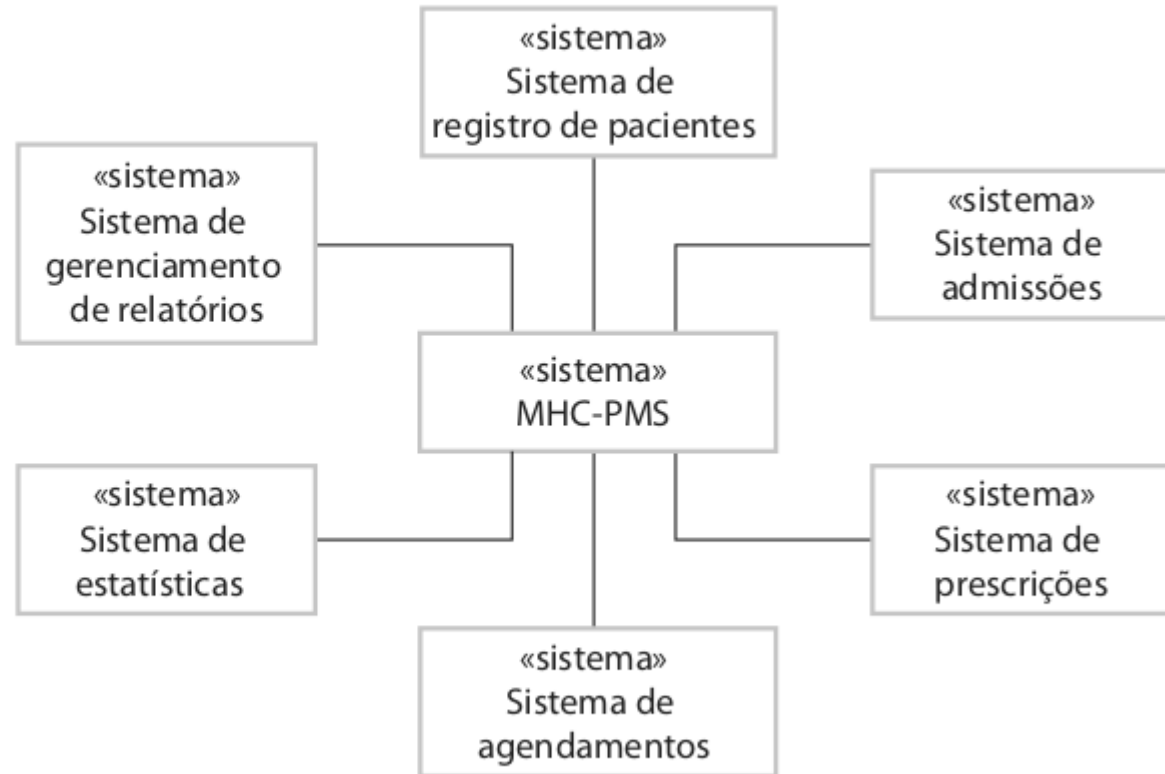 «sistema»
Sistema de
registro de pacientes
«sistema»
Sistema de
gerenciamento
de relatórios
«sistema»
Sistema de
admissões
«sistema»
MHC-PMS
«sistema»
Sistema de
estatísticas
«sistema»
Sistema de
prescrições
«sistema»
Sistema de
agendamentos